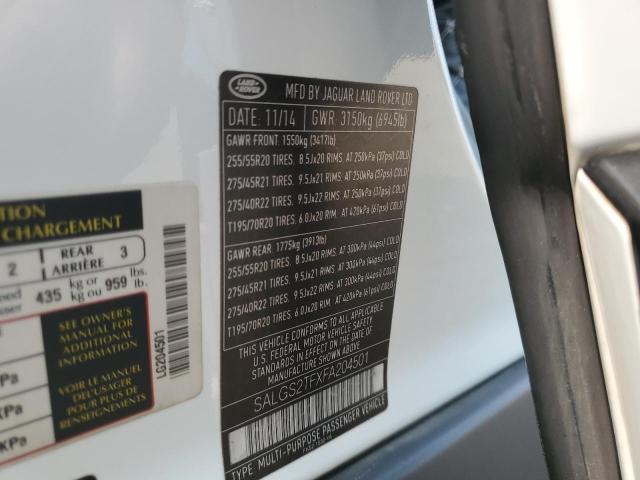 TION
CHARGEMENT
2 REAR 3
ARRIÈRE
435 kg or 959 lbs.
kg ou lb.
SEE OWNER'S
MANUAL FOR
ADDITIONAL
INFORMATION
VOIR LE MANUEL
DE L'USAGER
POUR PLUS DE
RENSEIGNEMENTS
kPa
LG204501
LAND ROVER
MFD BY JAGUAR LAND ROVER LTD
DATE: 11/14 GWR: 3150kg (6945lb)
GAWR FRONT: 1550kg (3417lb)
255/55R20 TIRES. 8.5Jx20 RIMS. AT 250kPa (37psi) COLD
275/45R21 TIRES. 9.5Jx21 RIMS. AT 250kPa (37psi) COLD
275/40R22 TIRES. 9.5Jx22 RIMS. AT 250kPa (37psi) COLD
T195/70R20 TIRES. 6.0Jx20 RIM. AT 420kPa (61psi) COLD
GAWR REAR: 1775kg (3913lb)
255/55R20 TIRES. 8.5Jx20 RIMS. AT 300kPa (44psi) COLD
275/45R21 TIRES. 9.5Jx21 RIMS. AT 300kPa (44psi) COLD
275/40R22 TIRES. 9.5Jx22 RIMS. AT 300kPa (44psi) COLD
T195/70R20 TIRES. 6.0Jx20 RIM. AT 420kPa (61psi) COLD
THIS VEHICLE CONFORMS TO ALL APPLICABLE
U.S. FEDERAL MOTOR VEHICLE SAFETY
STANDARDS IN EFFECT ON THE DATE OF
MANUFACTURE SHOWN ABOVE
SALGS2TFXFA204501
TYPE: MULTI-PURPOSE PASSENGER VEHICLE